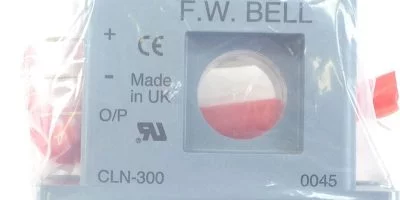 F.W. BELL
+
CE
-
Made
in UK
O/P
CLN-300
0045